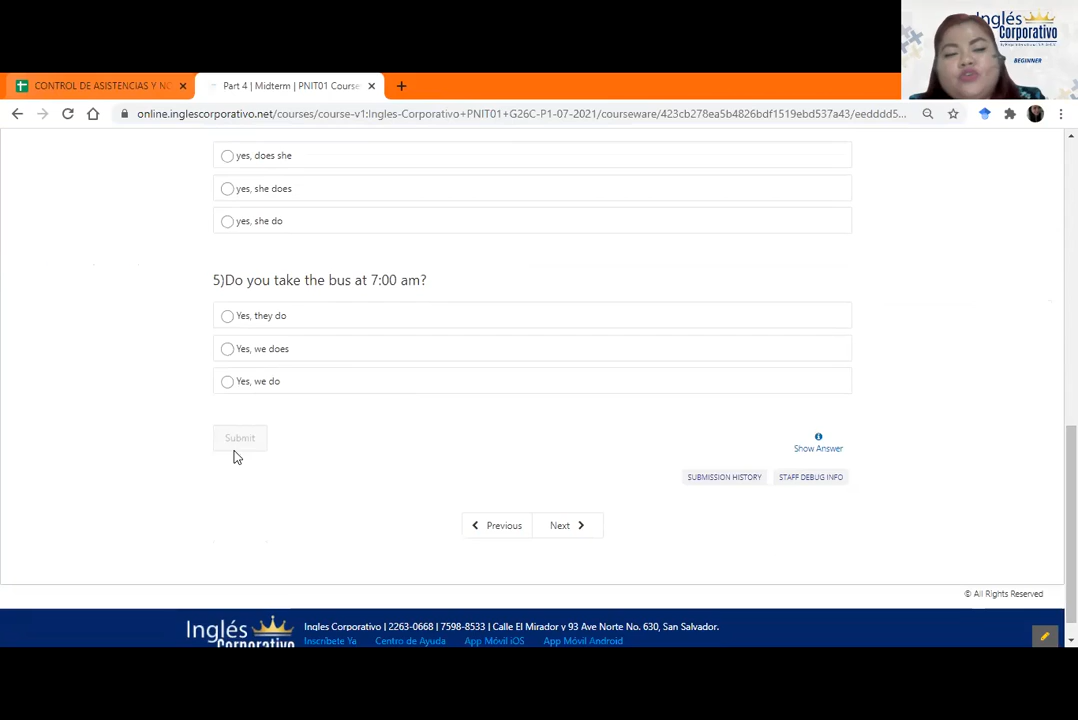 Inglés
Corporativo
BEGINNER
CONTROL DE ASISTENCIAS Y NO
Part 4 | Midterm | PNIT01 Course
online.inglescorporativo.net/courses/course-v1:Ingles-Corporativo+PNIT01+G26C-P1-07-2021/courseware/423cb278ea5b4826bdf1519ebd537a43/eedddd5...
yes, does she
yes, she does
yes, she do
5)Do you take the bus at 7:00 am?
Yes, they do
Yes, we does
Yes, we do
Submit
Show Answer
SUBMISSION HISTORY
STAFF DEBUG INFO
Previous
Next
© All Rights Reserved
Inglés
Corporativo
Ingles Corporativo | 2263-0668 | 7598-8533 | Calle El Mirador y 93 Ave Norte No. 630, San Salvador.
Inscríbete Ya
Centro de Ayuda
App Móvil iOS
App Móvil Android